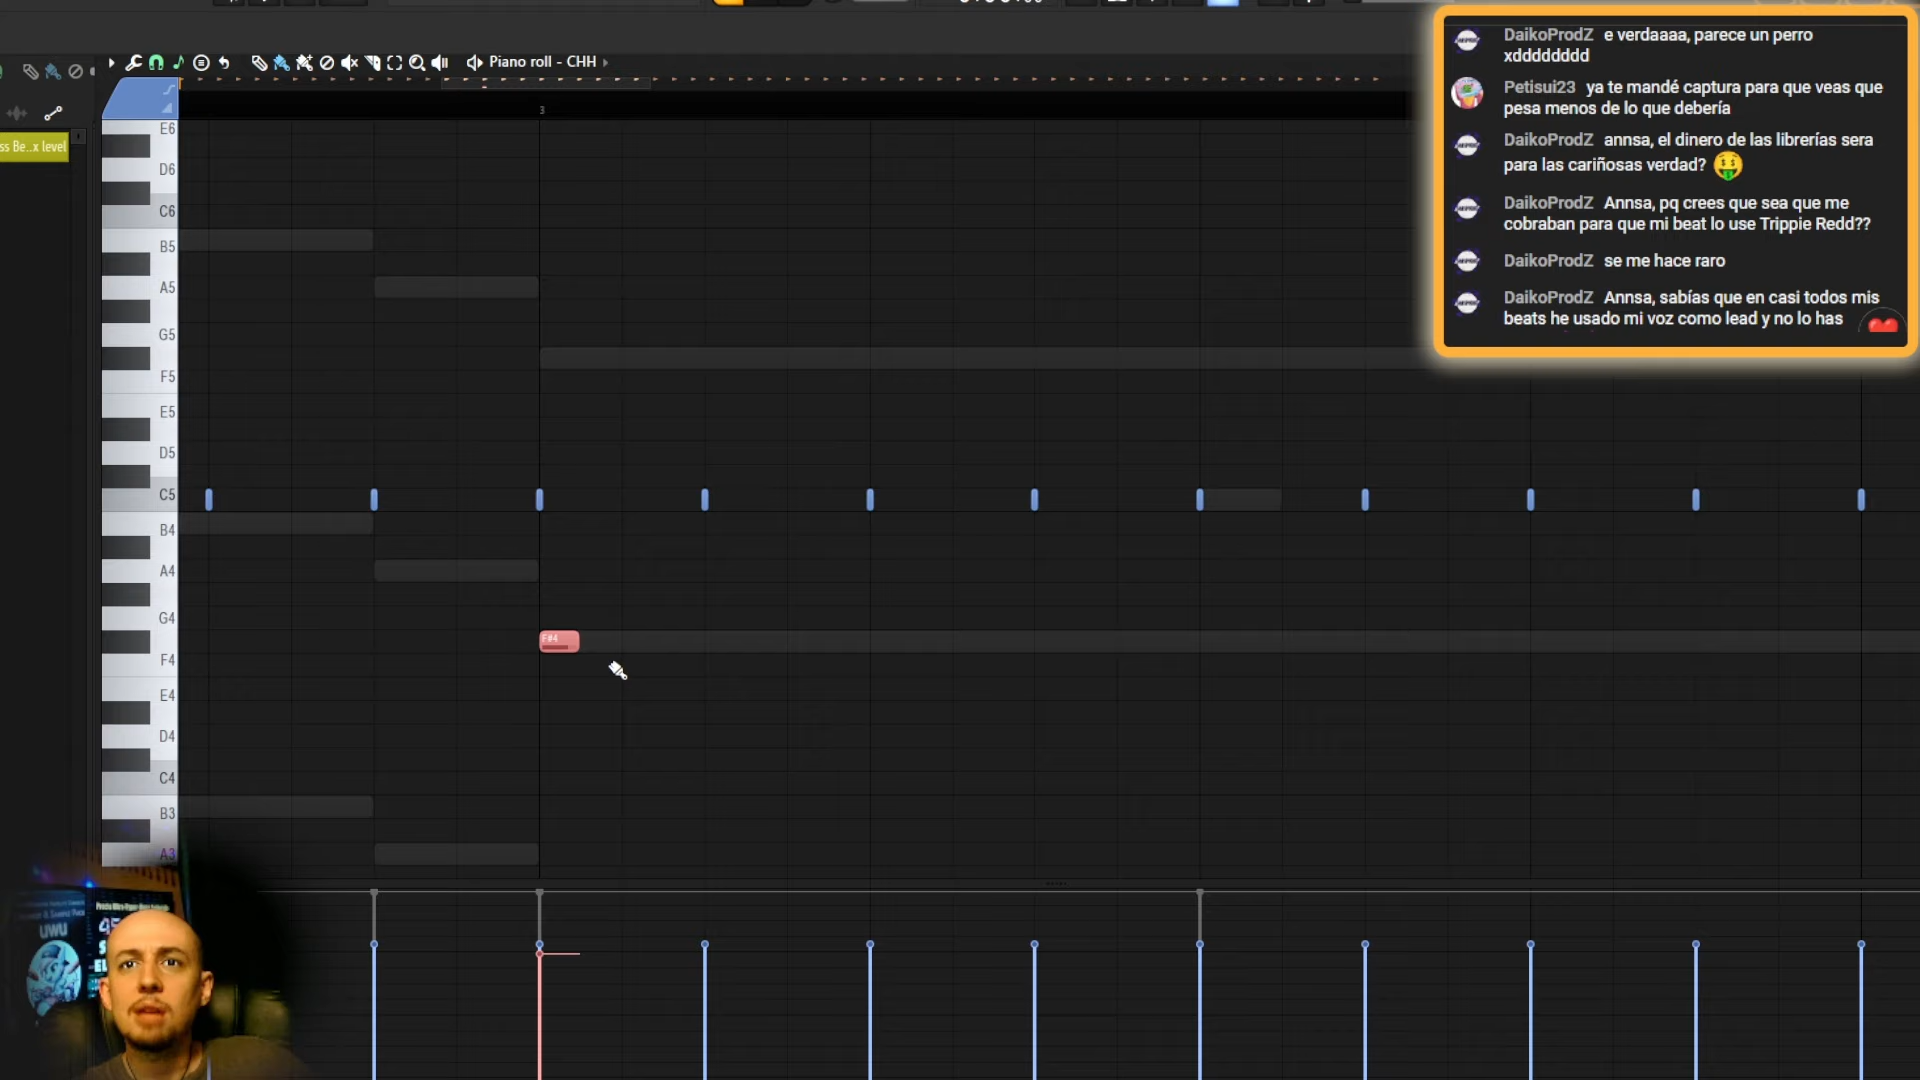 Piano roll - CHH
ss Be..x level
3
E6
D6
C6
B5
A5
G5
F5
E5
D5
C5
B4
A4
G4
F4
E4
D4
C4
B3
A3
F#4
DaikoProdZ e verdaaaa, parece un perro
xdddddddd
Petisui23 ya te mandé captura para que veas que
pesa menos de lo que debería
DaikoProdZ annsa, el dinero de las librerías sera
para las cariñosas verdad?
DaikoProdZ Annsa, pq crees que sea que me
cobraban para que mi beat lo use Trippie Redd??
DaikoProdZ se me hace raro
DaikoProdZ Annsa, sabías que en casi todos mis
beats he usado mi voz como lead y no lo has
UWU